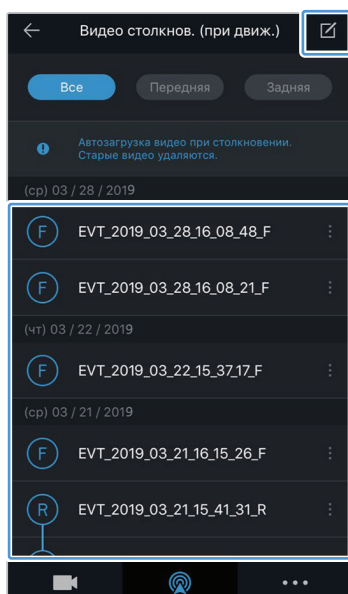 Видео столкнов. (при движ.)
Все
Передняя
Задняя
Автозагрузка видео при столкновении.
Старые видео удаляются.
(ср) 03 / 28 / 2019
F EVT_2019_03_28_16_08_48_F
F EVT_2019_03_28_16_08_21_F
(чт) 03 / 22 / 2019
F EVT_2019_03_22_15_37_17_F
(ср) 03 / 21 / 2019
F EVT_2019_03_21_16_15_26_F
R EVT_2019_03_21_15_41_31_R